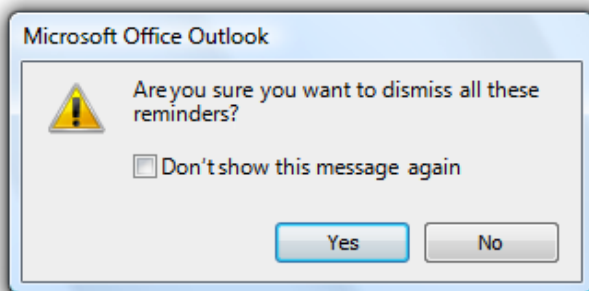 Microsoft Office Outlook
Are you sure you want to dismiss all these
reminders?
Don't show this message again
Yes
No